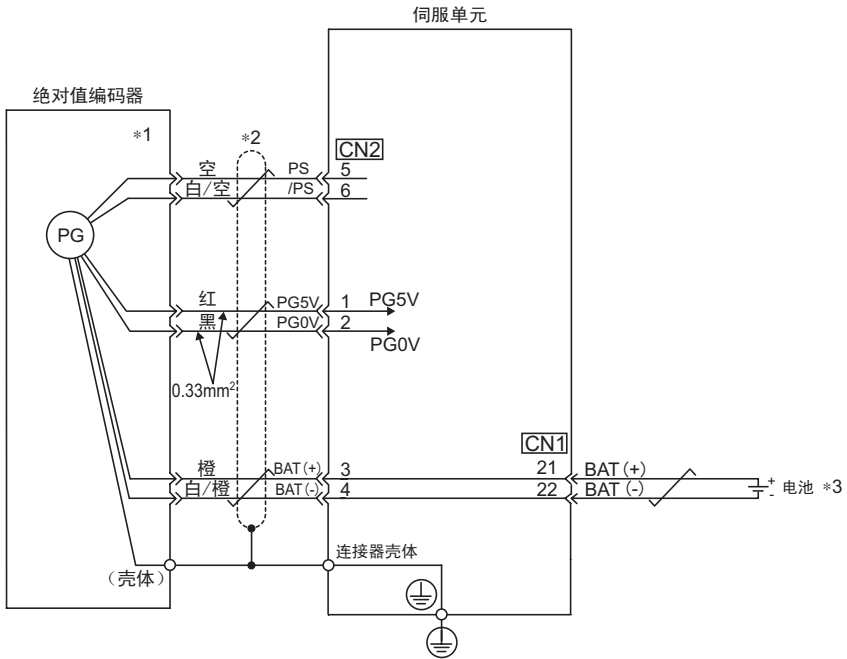 伺服单元
绝对值编码器
*1
*2
CN2
空
PS
5
白/空
/PS
6
PG
红
PG5V
1
PG5V
黑
PG0V
2
PG0V
0.33mm²
CN1
橙
BAT(+)
3
21
BAT(+)
白/橙
BAT(-)
4
22
BAT(-)
+
-
电池 *3
连接器壳体
（壳体）